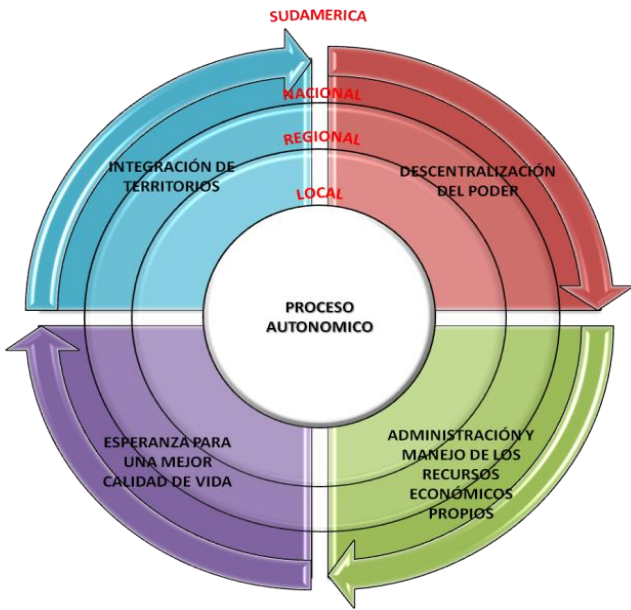 SUDAMERICA
NACIONAL
REGIONAL
LOCAL
INTEGRACIÓN DE
TERRITORIOS
DESCENTRALIZACIÓN
DEL PODER
PROCESO
AUTONOMICO
ESPERANZA PARA
UNA MEJOR
CALIDAD DE VIDA
ADMINISTRACIÓN Y
MANEJO DE LOS
RECURSOS
ECONÓMICOS
PROPIOS